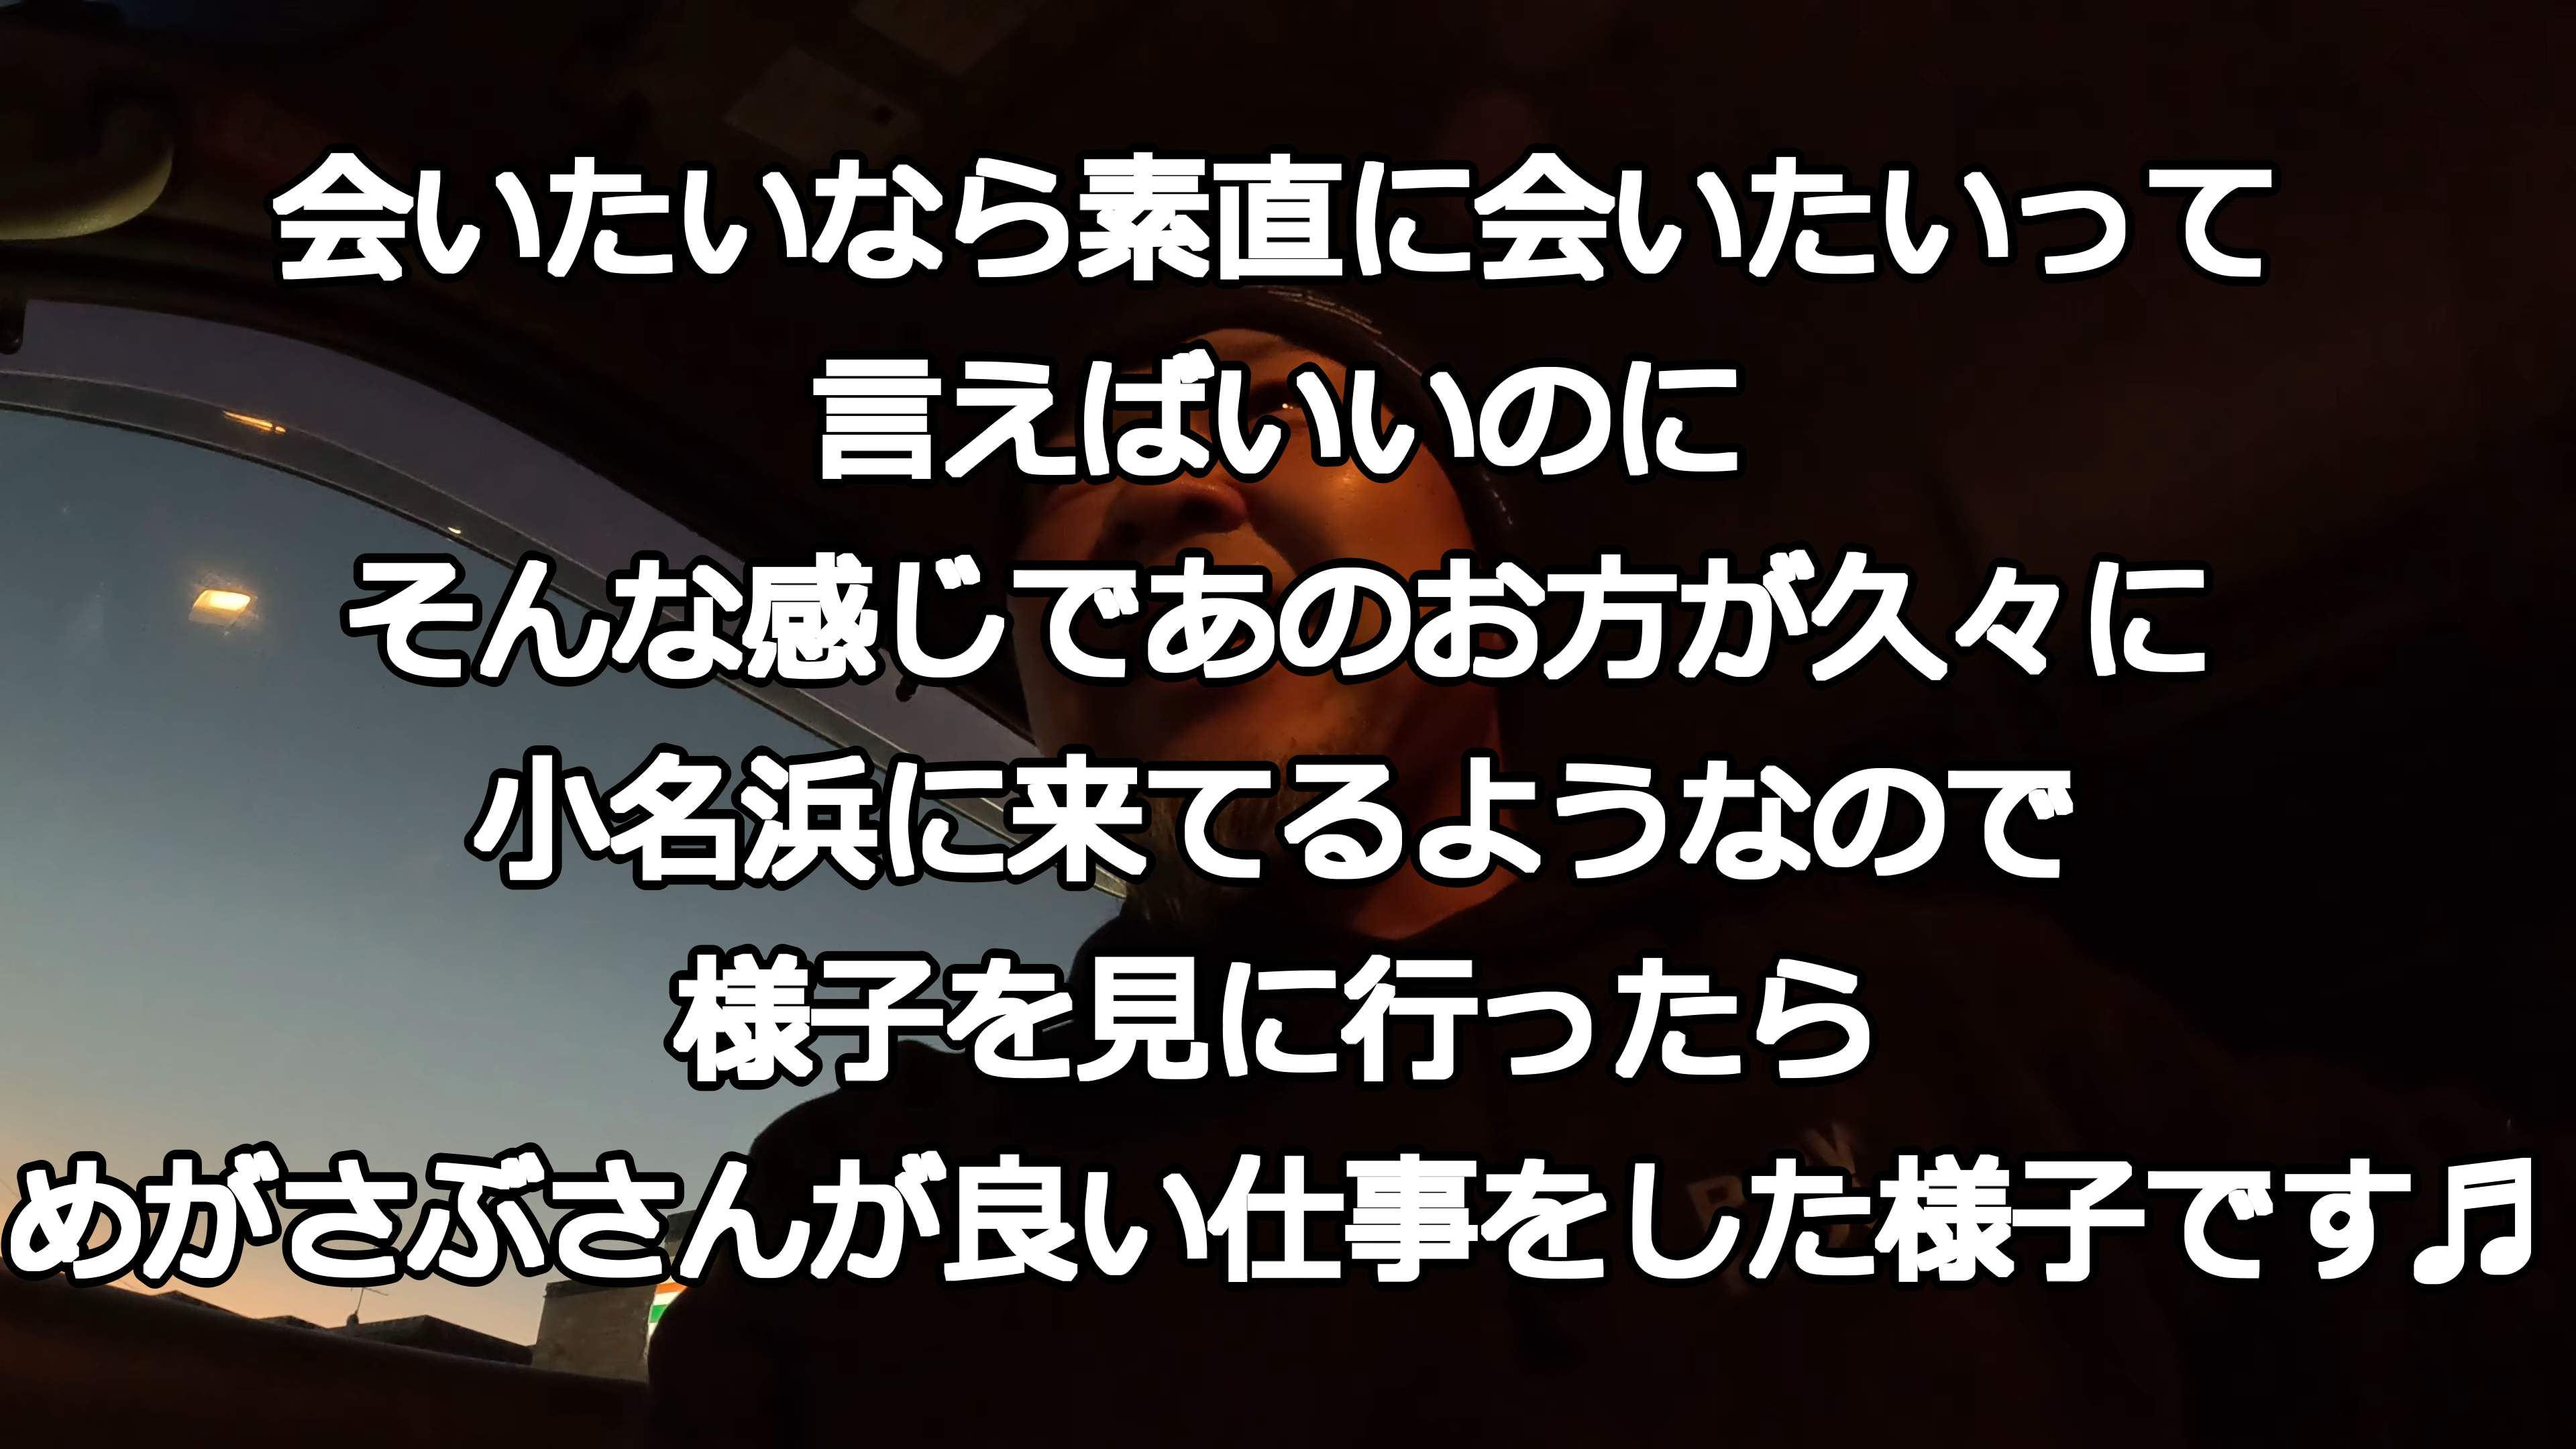 会いたいなら素直に会いたいって
言えばいいのに
そんな感じであのお方が久々に
小名浜に来てるようなので
様子を見に行ったら
めがさぶさんが良い仕事をした様子です♬